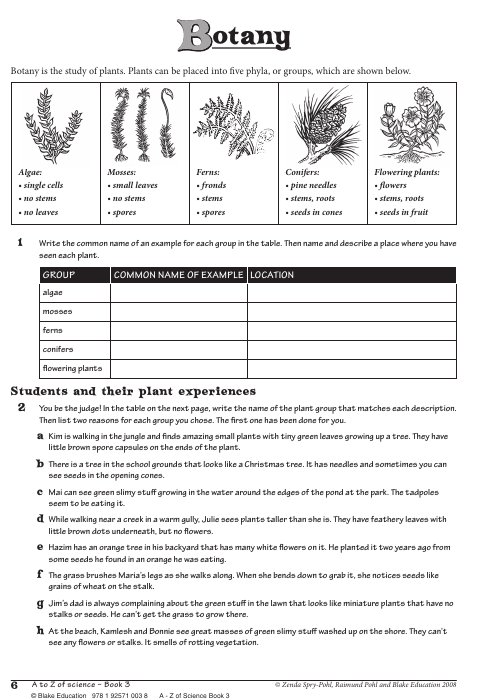 Botany
Botany is the study of plants. Plants can be placed into five phyla, or groups, which are shown below.
Algae:
• single cells
• no stems
• no leaves
Mosses:
• small leaves
• no stems
• spores
Ferns:
• fronds
• stems
• spores
Conifers:
• pine needles
• stems, roots
• seeds in cones
Flowering plants:
• flowers
• stems, roots
• seeds in fruit
1 Write the common name of an example for each group in the table. Then name and describe a place where you have
seen each plant.
GROUP COMMON NAME OF EXAMPLE LOCATION
algae
mosses
ferns
conifers
flowering plants
Students and their plant experiences
2 You be the judge! In the table on the next page, write the name of the plant group that matches each description.
Then list two reasons for each group you chose. The first one has been done for you.
a Kim is walking in the jungle and finds amazing small plants with tiny green leaves growing up a tree. They have
little brown spore capsules on the ends of the plant.
b There is a tree in the school grounds that looks like a Christmas tree. It has needles and sometimes you can
see seeds in the opening cones.
c Mai can see green slimy stuff growing in the water around the edges of the pond at the park. The tadpoles
seem to be eating it.
d While walking near a creek in a warm gully, Julie sees plants taller than she is. They have feathery leaves with
little brown dots underneath, but no flowers.
e Hazim has an orange tree in his backyard that has many white flowers on it. He planted it two years ago from
some seeds he found in an orange he was eating.
f The grass brushes Maria's legs as she walks along. When she bends down to grab it, she notices seeds like
grains of wheat on the stalk.
g Jim's dad is always complaining about the green stuff in the lawn that looks like miniature plants that have no
stalks or seeds. He can't get the grass to grow there.
h At the beach, Kamlesh and Bonnie see great masses of green slimy stuff washed up on the shore. They can't
see any flowers or stalks. It smells of rotting vegetation.
6 A to Z of science – Book 3 © Zenda Spry-Pohl, Raimund Pohl and Blake Education 2008
© Blake Education 978 1 92571 003 8 A - Z of Science Book 3